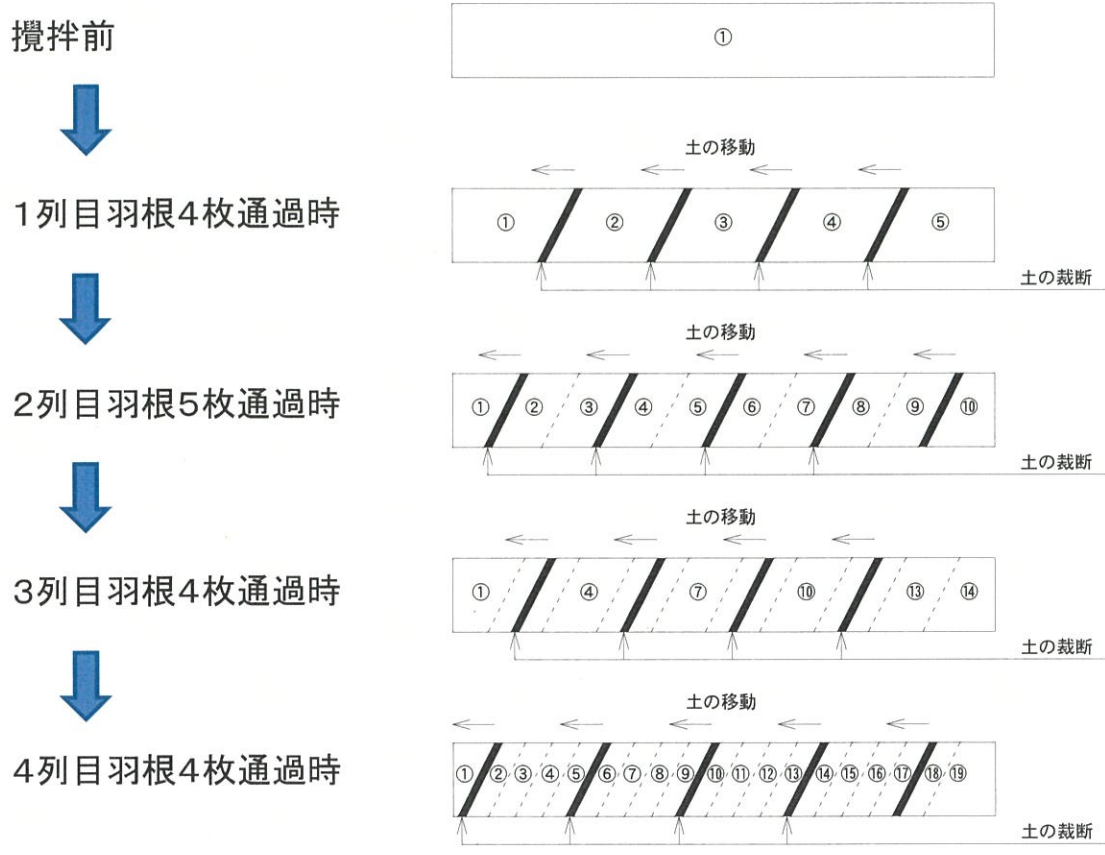 攪拌前
①
1列目羽根4枚通過時
土の移動
① ② ③ ④ ⑤
土の裁断
2列目羽根5枚通過時
土の移動
① ② ③ ④ ⑤ ⑥ ⑦ ⑧ ⑨ ⑩
土の裁断
3列目羽根4枚通過時
土の移動
① ④ ⑦ ⑩ ⑬ ⑭
土の裁断
4列目羽根4枚通過時
土の移動
① ② ③ ④ ⑤ ⑥ ⑦ ⑧ ⑨ ⑩ ⑪ ⑫ ⑬ ⑭ ⑮ ⑯ ⑰ ⑱ ⑲
土の裁断